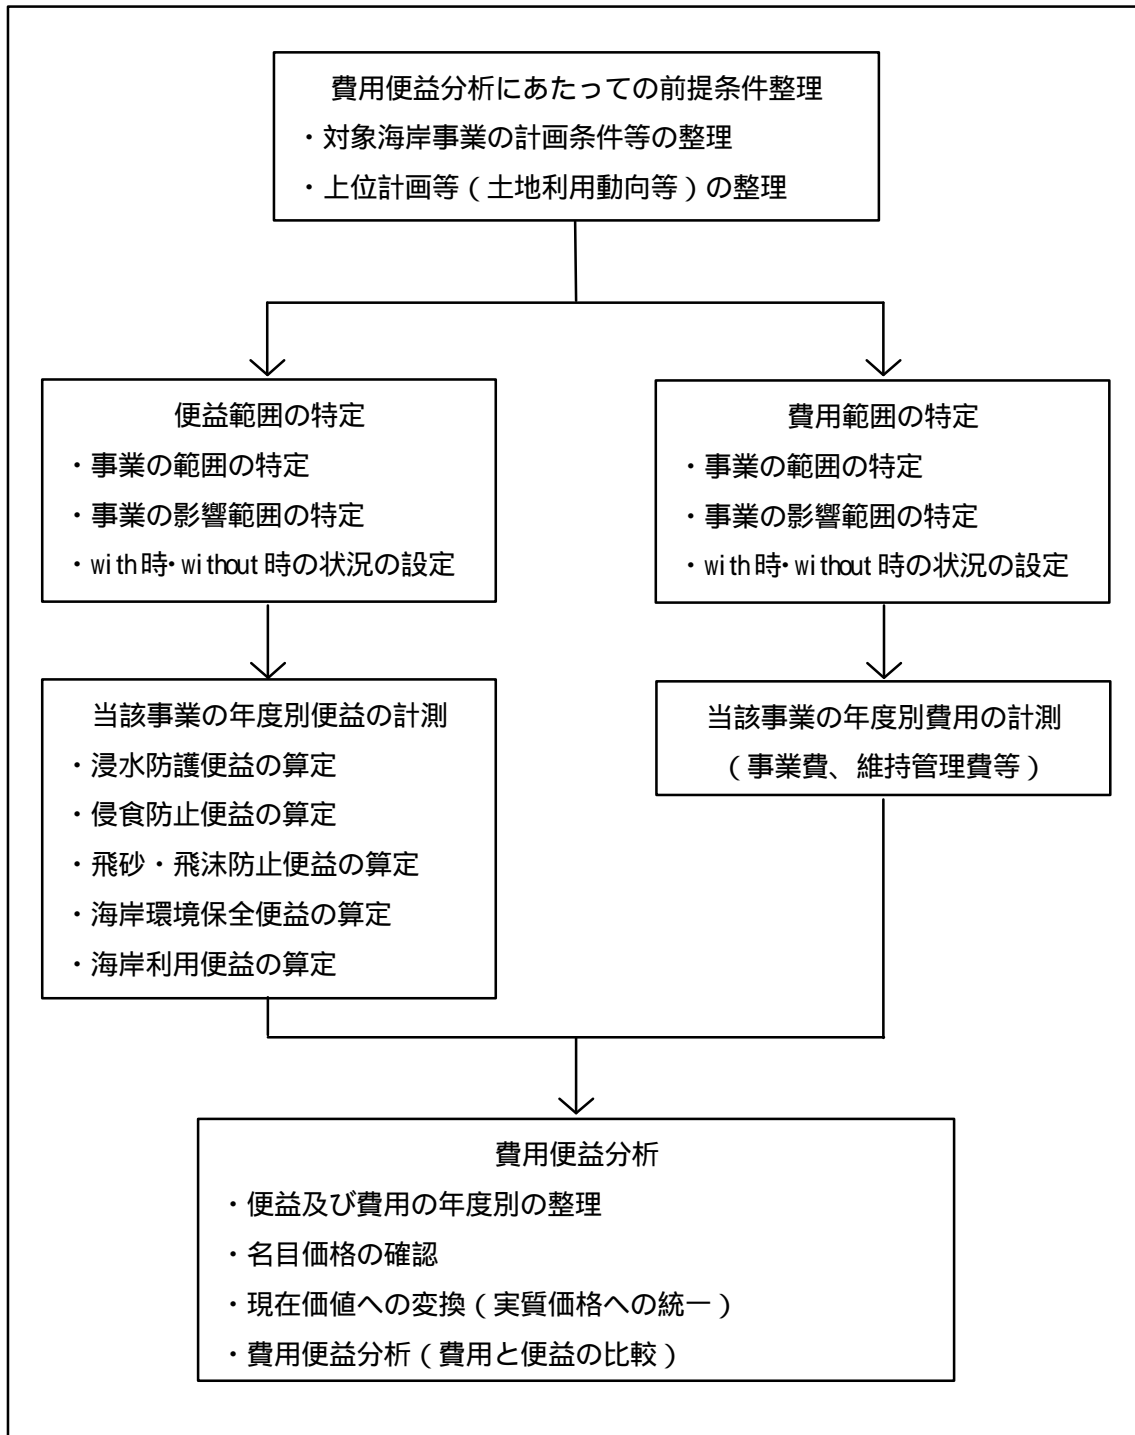 費用便益分析にあたっての前提条件整理
・対象海岸事業の計画条件等の整理
・上位計画等（土地利用動向等）の整理
便益範囲の特定
・事業の範囲の特定
・事業の影響範囲の特定
・with時・without時の状況の設定
費用範囲の特定
・事業の範囲の特定
・事業の影響範囲の特定
・with時・without時の状況の設定
当該事業の年度別便益の計測
・浸水防護便益の算定
・侵食防止便益の算定
・飛砂・飛沫防止便益の算定
・海岸環境保全便益の算定
・海岸利用便益の算定
当該事業の年度別費用の計測
（事業費、維持管理費等）
費用便益分析
・便益及び費用の年度別の整理
・名目価格の確認
・現在価値への変換（実質価格への統一）
・費用便益分析（費用と便益の比較）